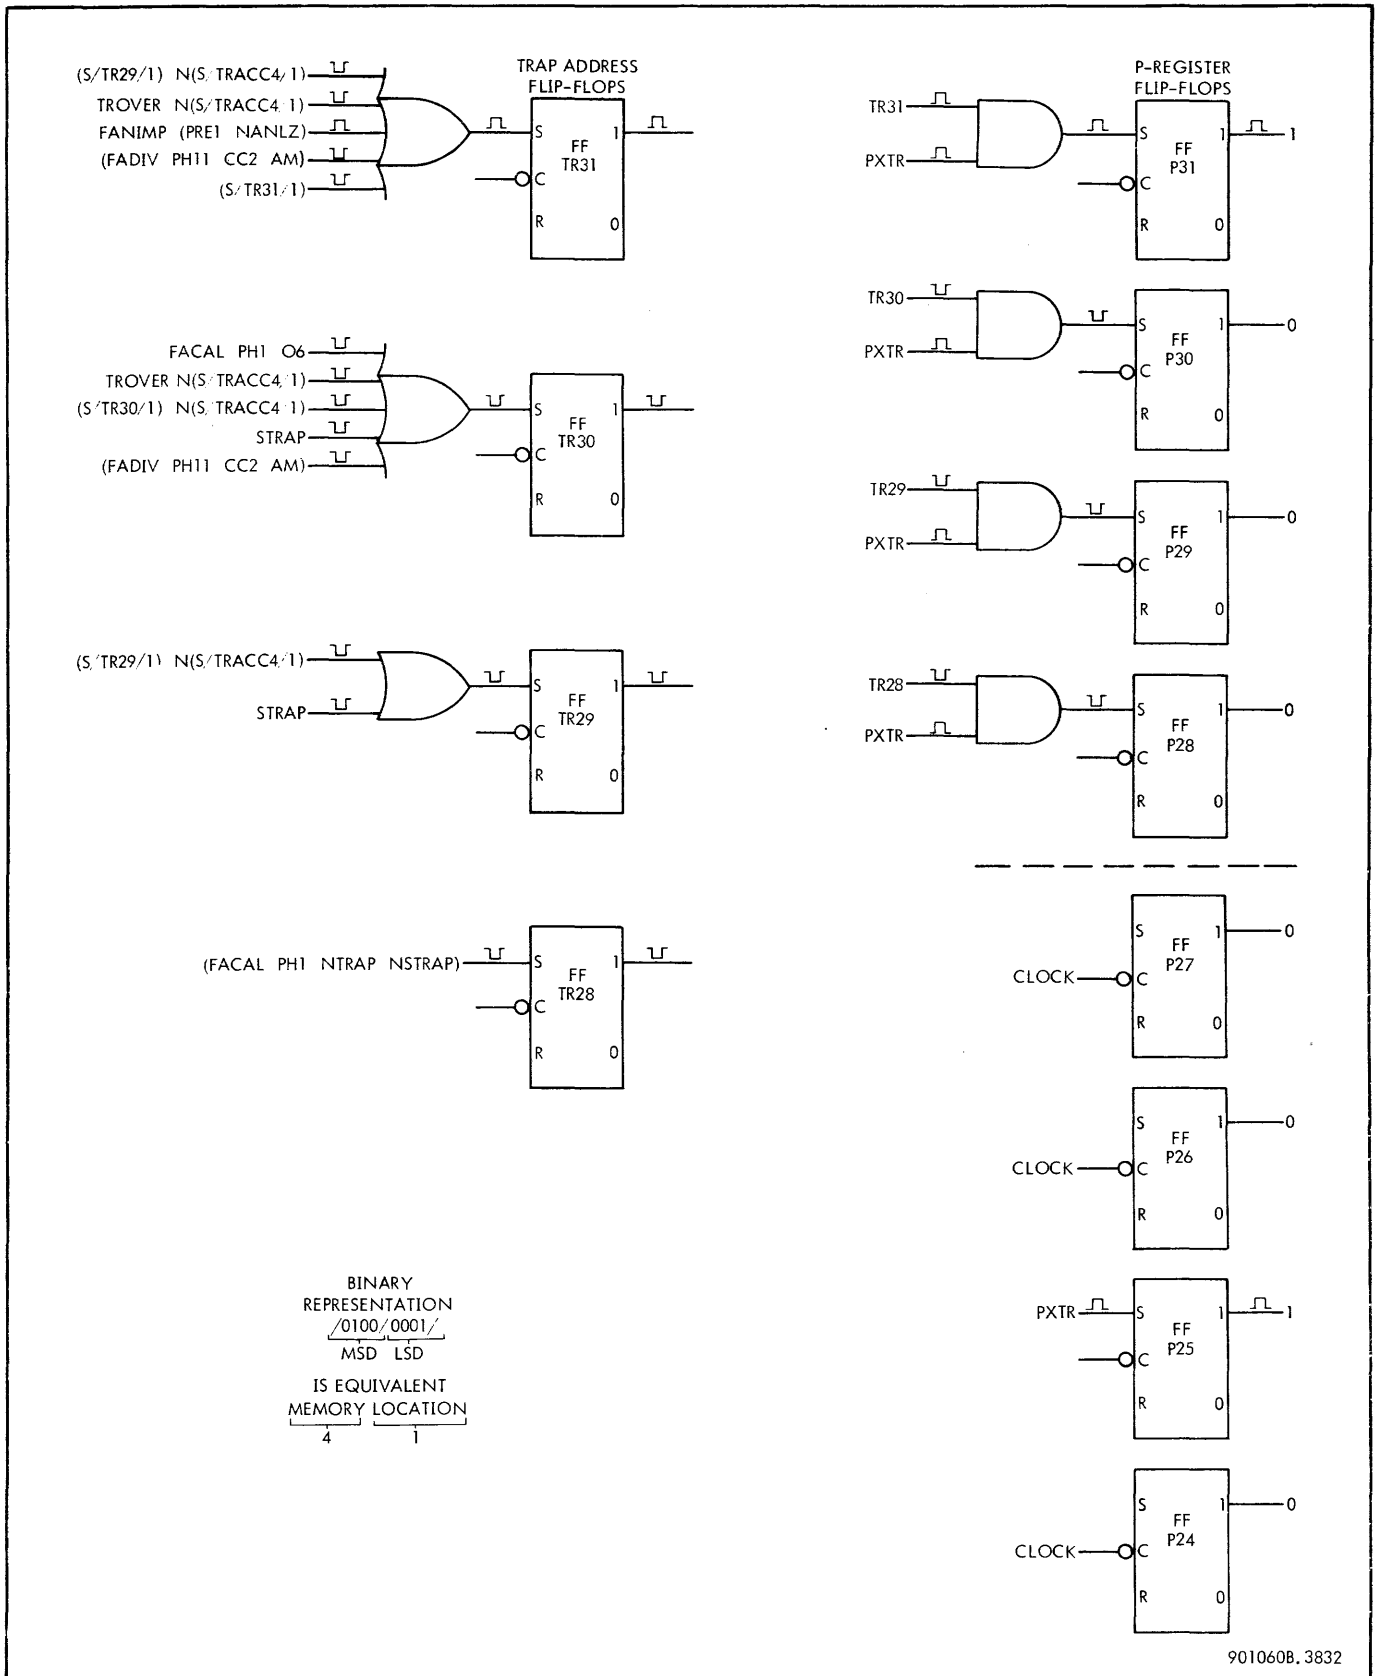 TRAP ADDRESS
FLIP-FLOPS
(S/TR29/1) N(S/TRACC4/1)
TROVER N(S/TRACC4/1)
FANIMP (PRE1 NANLZ)
(FADIV PH11 CC2 AM)
(S/TR31/1)
S 1
FF
TR31
C
R 0
FACAL PH1 O6
TROVER N(S/TRACC4/1)
(S/TR30/1) N(S/TRACC4/1)
STRAP
(FADIV PH11 CC2 AM)
S 1
FF
TR30
C
R 0
(S/TR29/1) N(S/TRACC4/1)
STRAP
S 1
FF
TR29
C
R 0
(FACAL PH1 NTRAP NSTRAP)
S 1
FF
TR28
C
R 0
BINARY
REPRESENTATION
/0100/0001/
MSD LSD
IS EQUIVALENT
MEMORY LOCATION
4 1
P-REGISTER
FLIP-FLOPS
TR31
PXTR
S 1 1
FF
P31
C
R 0
TR30
PXTR
S 1 0
FF
P30
C
R 0
TR29
PXTR
S 1 0
FF
P29
C
R 0
TR28
PXTR
S 1 0
FF
P28
C
R 0
S 1 0
FF
P27
CLOCK C
R 0
S 1 0
FF
P26
CLOCK C
R 0
PXTR S 1 1
FF
P25
C
R 0
S 1 0
FF
P24
CLOCK C
R 0
901060B.3832